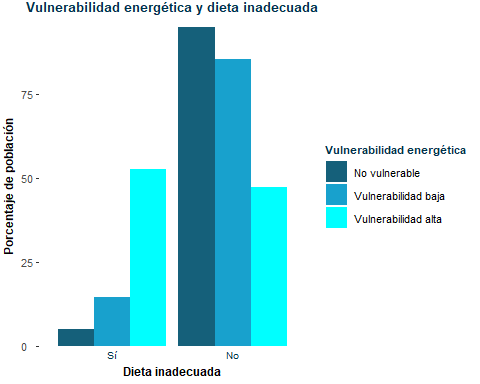 Vulnerabilidad energética y dieta inadecuada
Porcentaje de población
75
50
25
0
Sí
No
Dieta inadecuada
Vulnerabilidad energética
No vulnerable
Vulnerabilidad baja
Vulnerabilidad alta